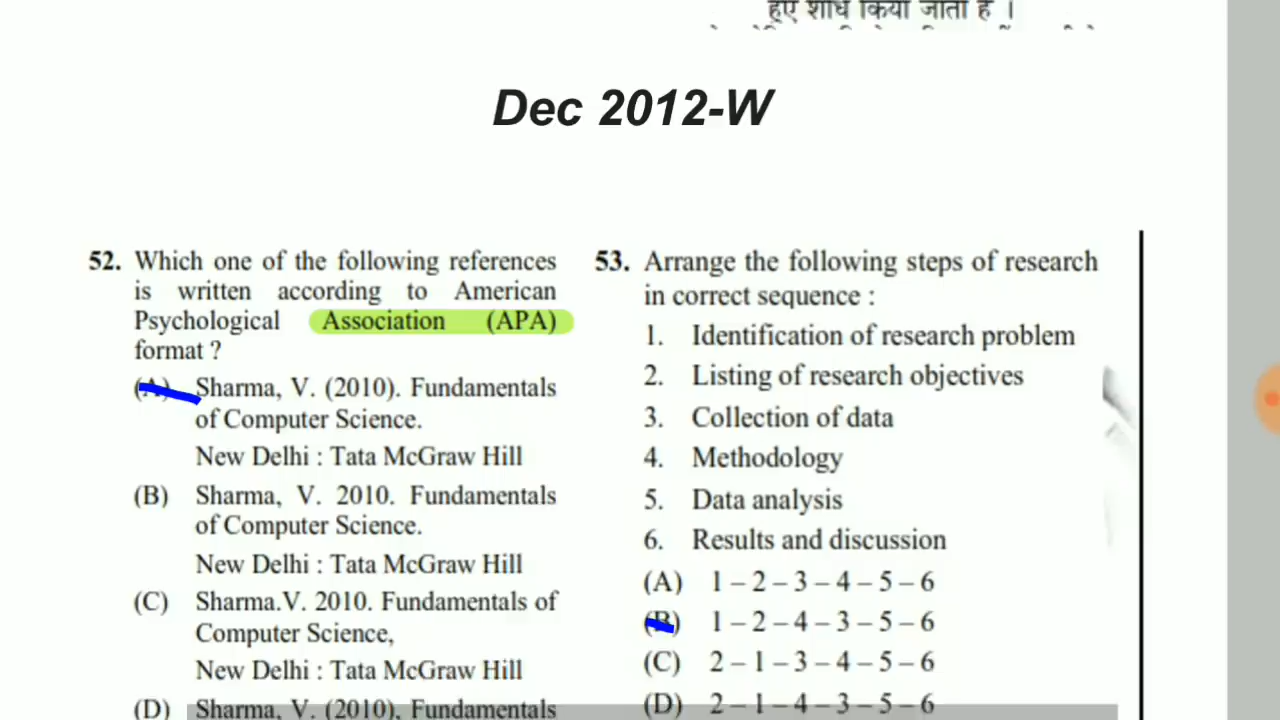 हुए शोध किया जाता है ।
Dec 2012-W
52. Which one of the following references
is written according to American
Psychological Association (APA)
format ?
(A) Sharma, V. (2010). Fundamentals
of Computer Science.
New Delhi : Tata McGraw Hill
(B) Sharma, V. 2010. Fundamentals
of Computer Science.
New Delhi : Tata McGraw Hill
(C) Sharma.V. 2010. Fundamentals of
Computer Science,
New Delhi : Tata McGraw Hill
(D) Sharma, V. (2010), Fundamentals
53. Arrange the following steps of research
in correct sequence :
1. Identification of research problem
2. Listing of research objectives
3. Collection of data
4. Methodology
5. Data analysis
6. Results and discussion
(A) 1 – 2 – 3 – 4 – 5 – 6
(B) 1 – 2 – 4 – 3 – 5 – 6
(C) 2 – 1 – 3 – 4 – 5 – 6
(D) 2 – 1 – 4 – 3 – 5 – 6